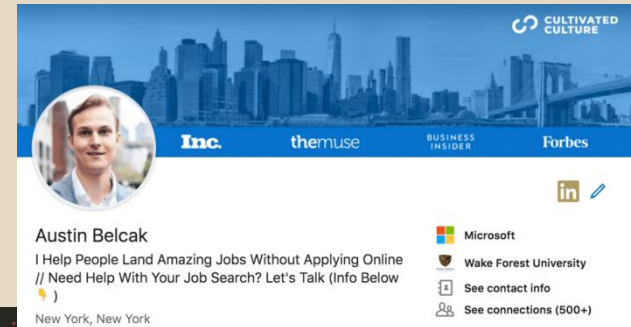 CULTIVATED
CULTURE
Inc.
themuse
BUSINESS
INSIDER
Forbes
in
Austin Belcak
I Help People Land Amazing Jobs Without Applying Online
// Need Help With Your Job Search? Let's Talk (Info Below
👇 )
New York, New York
Microsoft
Wake Forest University
See contact info
See connections (500+)